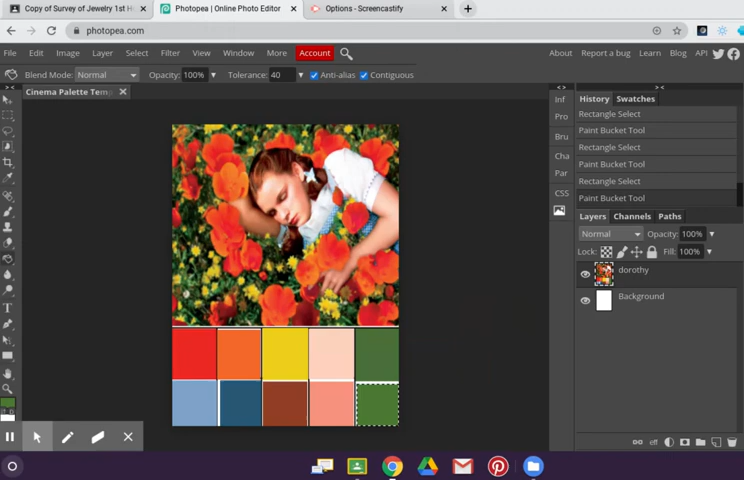 Copy of Survey of Jewelry 1st H
Photopea | Online Photo Editor
Options - Screencastify
photopea.com
File Edit Image Layer Select Filter View Window More Account About Report a bug Learn Blog API
Blend Mode: Normal Opacity: 100% Tolerance: 40 Anti-alias Contiguous
Cinema Palette Temp
Inf
Pro
Bru
Cha
Par
CSS
History Swatches
Rectangle Select
Paint Bucket Tool
Rectangle Select
Paint Bucket Tool
Rectangle Select
Paint Bucket Tool
Layers Channels Paths
Normal Opacity: 100%
Lock: Fill: 100%
dorothy
Background
eff